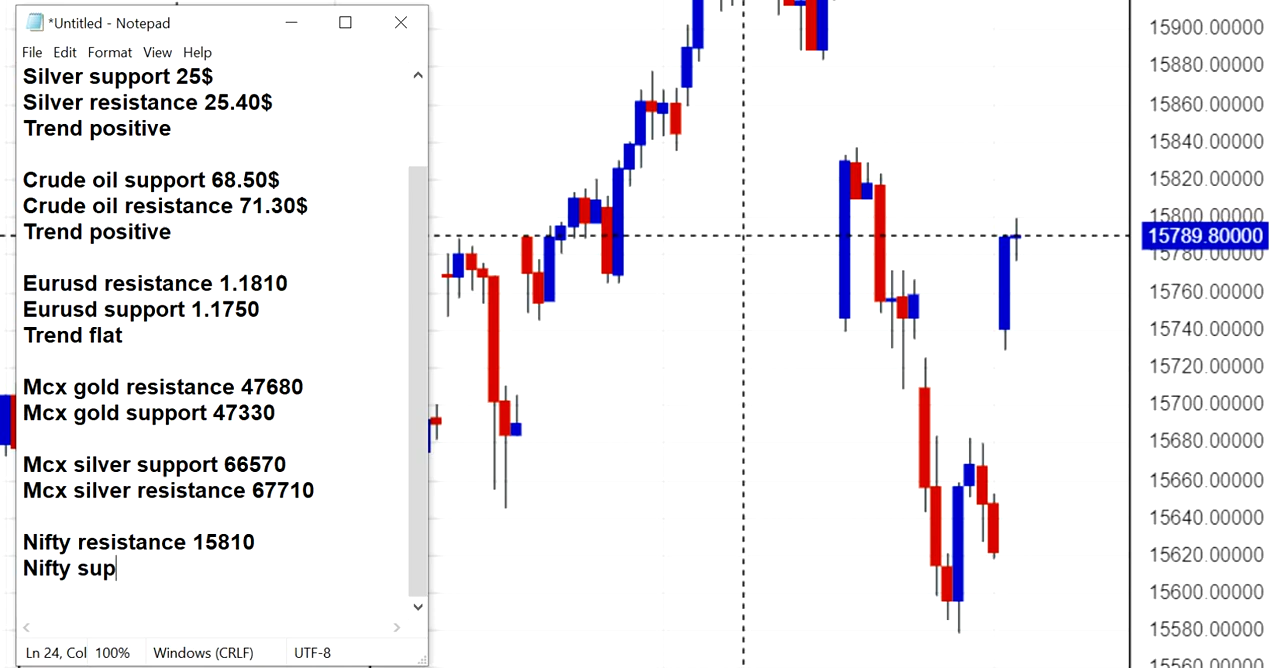 *Untitled - Notepad
File Edit Format View Help
Silver support 25$
Silver resistance 25.40$
Trend positive
Crude oil support 68.50$
Crude oil resistance 71.30$
Trend positive
Eurusd resistance 1.1810
Eurusd support 1.1750
Trend flat
Mcx gold resistance 47680
Mcx gold support 47330
Mcx silver support 66570
Mcx silver resistance 67710
Nifty resistance 15810
Nifty sup
Ln 24, Col 100% Windows (CRLF) UTF-8
15900.00000
15880.00000
15860.00000
15840.00000
15820.00000
15800.00000
15789.80000
15780.00000
15760.00000
15740.00000
15720.00000
15700.00000
15680.00000
15660.00000
15640.00000
15620.00000
15600.00000
15580.00000
15560.00000